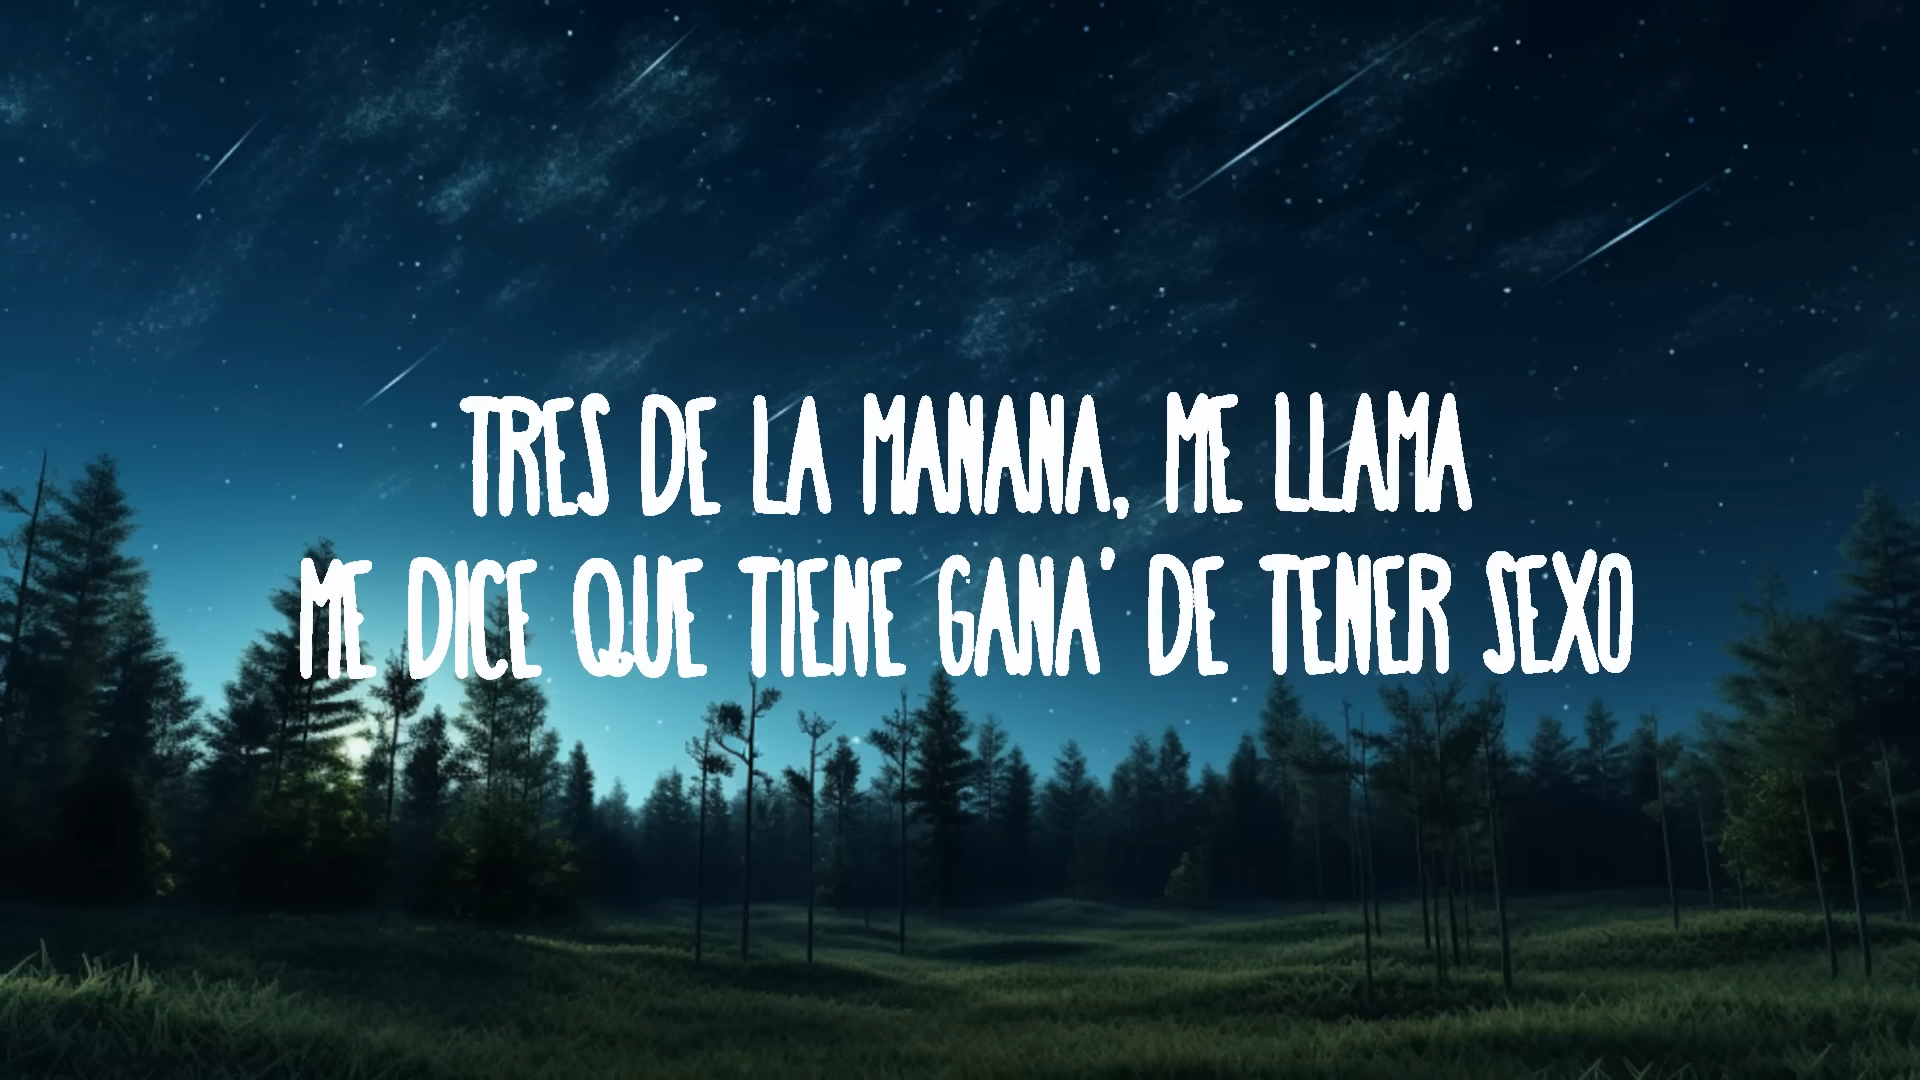 TRES DE LA MANANA, ME LLAMA
ME DICE QUE TIENE GANA' DE TENER SEXO